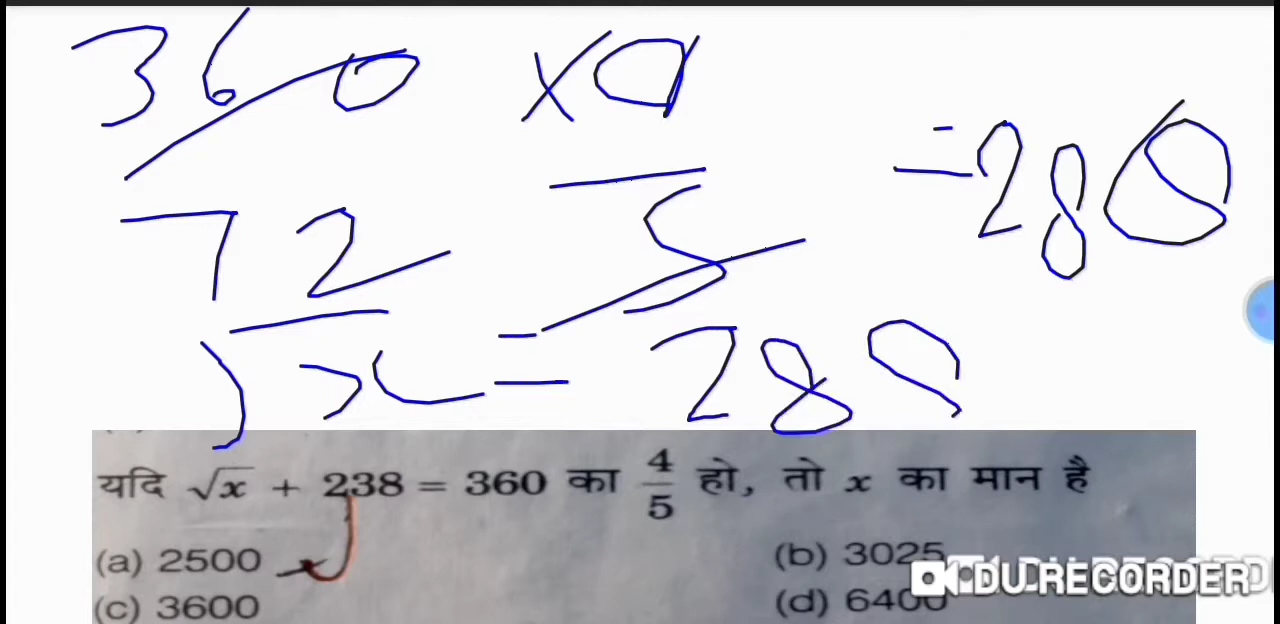 360 × 4
= 288
72 5
x = 288
यदि √x + 238 = 360 का 4/5 हो, तो x का मान है
(a) 2500 (b) 3025
(c) 3600 (d) 6400
DU RECORDER